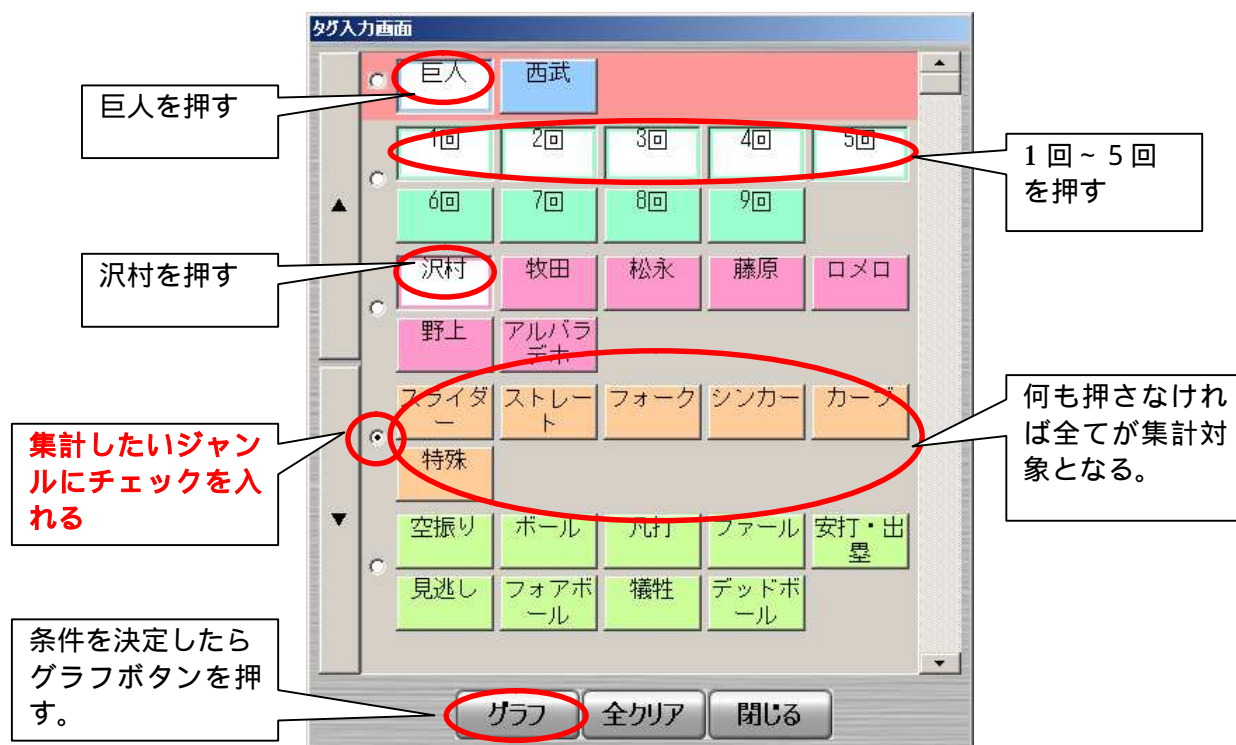 タグ入力画面
巨人 西武
巨人を押す
1回 2回 3回 4回 5回
1回~5回
を押す
6回 7回 8回 9回
沢村を押す
沢村 牧田 松永 藤原 ロメロ
野上 アルバラ
デホ
スライダ
ー
ストレー
ト
フォーク シンカー カーブ
特殊
何も押さなけれ
ば全てが集計対
象となる。
集計したいジャン
ルにチェックを入
れる
空振り ボール 凡打 ファール 安打・出
塁
見逃し フォアボ
ール
犠牲 デッドボ
ール
条件を決定したら
グラフボタンを押
す。
グラフ 全クリア 閉じる